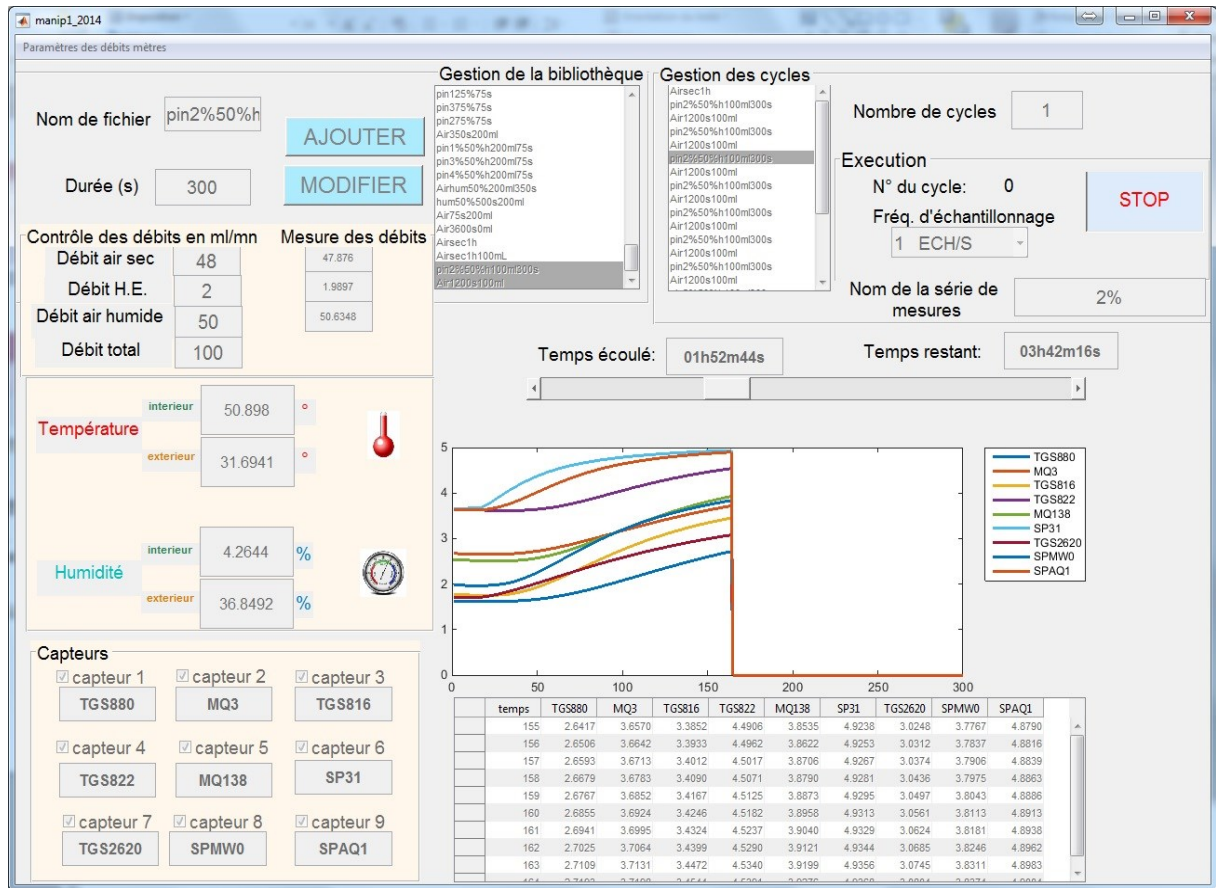 manip1_2014
Paramètres des débits mètres
Nom de fichier
pin2%50%h
Durée (s)
300
AJOUTER
MODIFIER
Gestion de la bibliothèque
pin125%75s
pin375%75s
pin275%75s
Air350s200ml
pin1%50%h200ml75s
pin3%50%h200ml75s
pin4%50%h200ml75s
Airhum50%200ml350s
hum50%500s200ml
Air75s200ml
Air3600s0ml
Airsec1h
Airsec1h100mL
pin2%50%h100ml300s
Air1200s100ml
Gestion des cycles
Airsec1h
pin2%50%h100ml300s
Air1200s100ml
pin2%50%h100ml300s
Air1200s100ml
pin2%50%h100ml300s
Air1200s100ml
pin2%50%h100ml300s
Air1200s100ml
pin2%50%h100ml300s
Air1200s100ml
pin2%50%h100ml300s
Air1200s100ml
pin2%50%h100ml300s
Air1200s100ml
Nombre de cycles
1
Execution
N° du cycle: 0
Fréq. d'échantillonnage
1 ECH/S
STOP
Nom de la série de
mesures
2%
Contrôle des débits en ml/mn
Mesure des débits
Débit air sec 48 47.876
Débit H.E. 2 1.9897
Débit air humide 50 50.6348
Débit total 100
Temps écoulé: 01h52m44s
Temps restant: 03h42m16s
Température
interieur 50.898 °
exterieur 31.6941 °
Humidité
interieur 4.2644 %
exterieur 36.8492 %
5
4
3
2
1
0
0 50 100 150 200 250 300
TGS880
MQ3
TGS816
TGS822
MQ138
SP31
TGS2620
SPMW0
SPAQ1
Capteurs
capteur 1 capteur 2 capteur 3
TGS880 MQ3 TGS816
capteur 4 capteur 5 capteur 6
TGS822 MQ138 SP31
capteur 7 capteur 8 capteur 9
TGS2620 SPMW0 SPAQ1
temps TGS880 MQ3 TGS816 TGS822 MQ138 SP31 TGS2620 SPMW0 SPAQ1
155 2.6417 3.6570 3.3852 4.4906 3.8535 4.9238 3.0248 3.7767 4.8790
156 2.6506 3.6642 3.3933 4.4962 3.8622 4.9253 3.0312 3.7837 4.8816
157 2.6593 3.6713 3.4012 4.5017 3.8706 4.9267 3.0374 3.7906 4.8839
158 2.6679 3.6783 3.4090 4.5071 3.8790 4.9281 3.0436 3.7975 4.8863
159 2.6767 3.6852 3.4167 4.5125 3.8873 4.9295 3.0497 3.8043 4.8886
160 2.6855 3.6924 3.4246 4.5182 3.8958 4.9313 3.0561 3.8113 4.8913
161 2.6941 3.6995 3.4324 4.5237 3.9040 4.9329 3.0624 3.8181 4.8938
162 2.7025 3.7064 3.4399 4.5290 3.9121 4.9344 3.0685 3.8246 4.8962
163 2.7109 3.7131 3.4472 4.5340 3.9199 4.9356 3.0745 3.8311 4.8983